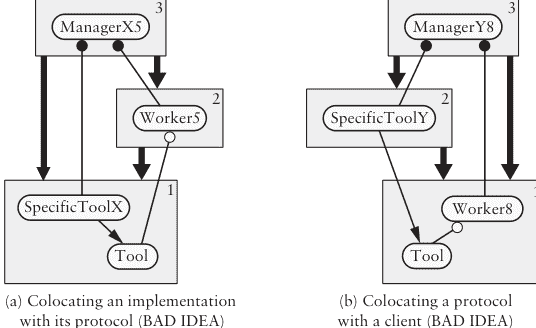 3
ManagerX5
2
Worker5
1
SpecificToolX
Tool
(a) Colocating an implementation
with its protocol (BAD IDEA)
3
ManagerY8
2
SpecificToolY
Worker8
Tool
(b) Colocating a protocol
with a client (BAD IDEA)